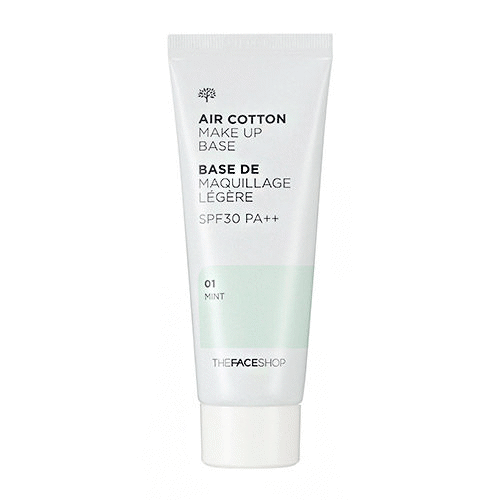 AIR COTTON
MAKE UP
BASE
BASE DE
MAQUILLAGE
LÉGÈRE
SPF30 PA++
01
MINT
THEFACESHOP